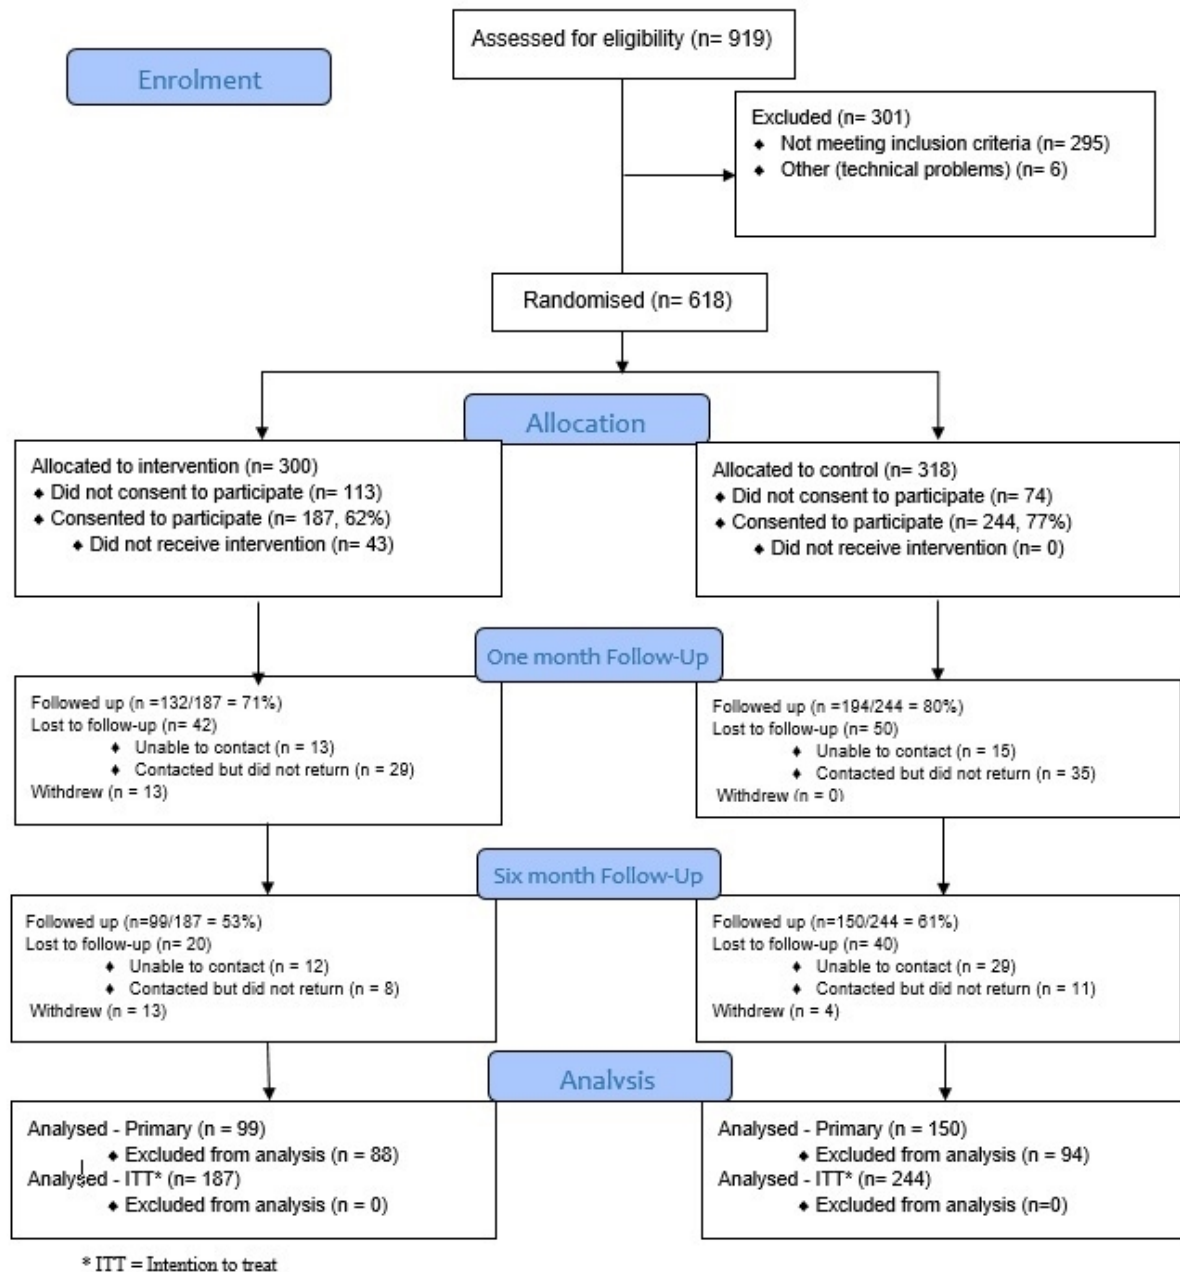 Assessed for eligibility (n= 919)
Enrolment
Excluded (n= 301)
♦ Not meeting inclusion criteria (n= 295)
♦ Other (technical problems) (n= 6)
Randomised (n= 618)
Allocation
Allocated to intervention (n= 300)
♦ Did not consent to participate (n= 113)
♦ Consented to participate (n= 187, 62%)
♦ Did not receive intervention (n= 43)
Allocated to control (n= 318)
♦ Did not consent to participate (n= 74)
♦ Consented to participate (n= 244, 77%)
♦ Did not receive intervention (n= 0)
One month Follow-Up
Followed up (n =132/187 = 71%)
Lost to follow-up (n= 42)
♦ Unable to contact (n = 13)
♦ Contacted but did not return (n = 29)
Withdrew (n = 13)
Followed up (n =194/244 = 80%)
Lost to follow-up (n= 50)
♦ Unable to contact (n = 15)
♦ Contacted but did not return (n = 35)
Withdrew (n = 0)
Six month Follow-Up
Followed up (n=99/187 = 53%)
Lost to follow-up (n= 20)
♦ Unable to contact (n = 12)
♦ Contacted but did not return (n = 8)
Withdrew (n = 13)
Followed up (n=150/244 = 61%)
Lost to follow-up (n= 40)
♦ Unable to contact (n = 29)
♦ Contacted but did not return (n = 11)
Withdrew (n = 4)
Analysis
Analysed - Primary (n = 99)
♦ Excluded from analysis (n = 88)
Analysed - ITT* (n= 187)
♦ Excluded from analysis (n = 0)
Analysed - Primary (n = 150)
♦ Excluded from analysis (n = 94)
Analysed - ITT* (n= 244)
♦ Excluded from analysis (n=0)
* ITT = Intention to treat